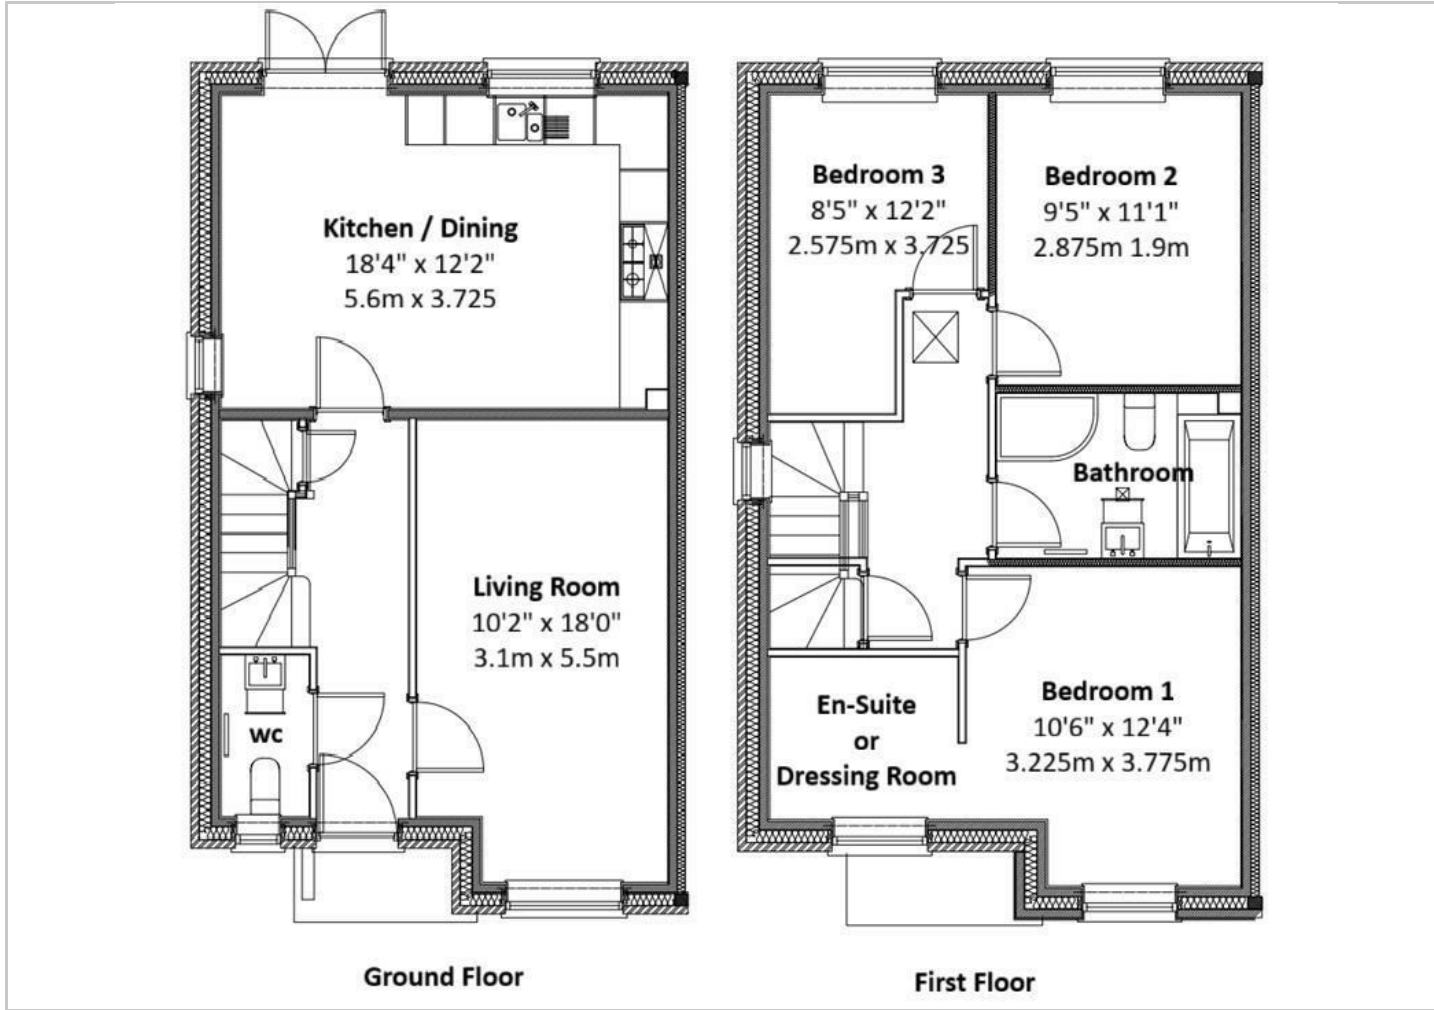 Kitchen / Dining
18'4" x 12'2"
5.6m x 3.725
Living Room
10'2" x 18'0"
3.1m x 5.5m
WC
Ground Floor
Bedroom 3
8'5" x 12'2"
2.575m x 3.725
Bedroom 2
9'5" x 11'1"
2.875m 1.9m
Bathroom
En-Suite
or
Dressing Room
Bedroom 1
10'6" x 12'4"
3.225m x 3.775m
First Floor